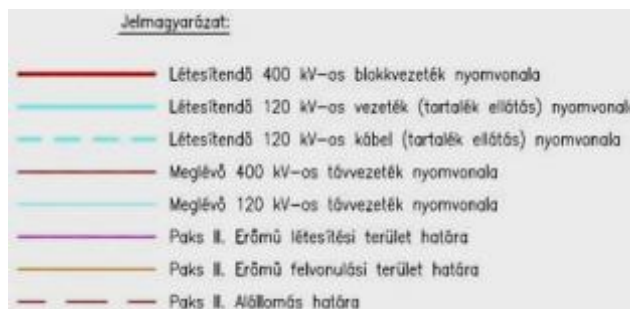 Jelmagyarázat:
Létesítendő 400 kV-os blokkvezeték nyomvonala
Létesítendő 120 kV-os vezeték (tartalék ellátás) nyomvonala
Létesítendő 120 kV-os kábel (tartalék ellátás) nyomvonala
Meglévő 400 kV-os távvezeték nyomvonala
Meglévő 120 kV-os távvezeték nyomvonala
Paks II. Erőmű létesítési terület határa
Paks II. Erőmű felvonulási terület határa
Paks II. Alállomás határa